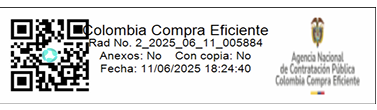 Colombia Compra Eficiente
Rad No. 2_2025_06_11_005884
Anexos: No Con copia: No
Fecha: 11/06/2025 18:24:40
Agencia Nacional
de Contratación Pública
Colombia Compra Eficiente